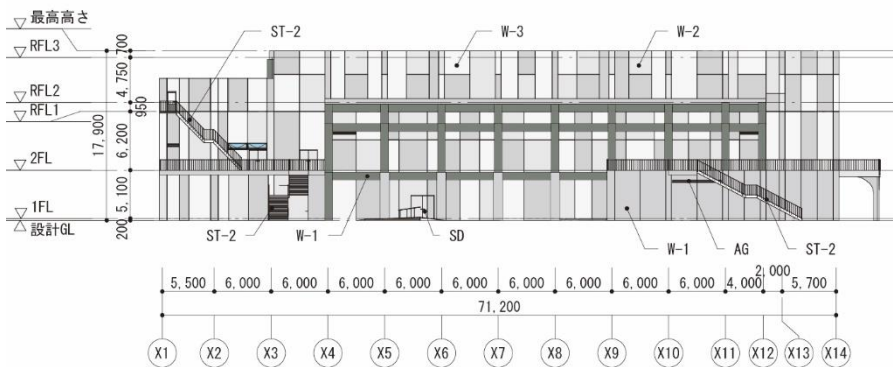 最高高さ
RFL3
RFL2
RFL1
2FL
1FL
設計GL
700
4,750
950
6,200
5,100
200
17,900
ST-2
W-3
W-2
ST-2
W-1
SD
W-1
AG
ST-2
2,000
5,500 6,000 6,000 6,000 6,000 6,000 6,000 6,000 6,000 6,000 4,000 5,700
71,200
X1 X2 X3 X4 X5 X6 X7 X8 X9 X10 X11 X12 X13 X14